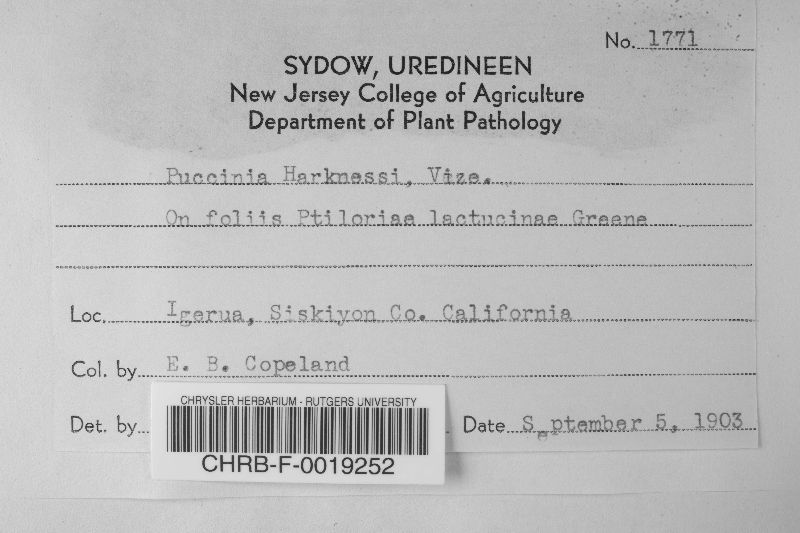 No. 1771
SYDOW, UREDINEEN
New Jersey College of Agriculture
Department of Plant Pathology
Puccinia Harknessi, Vize.
On foliis Ptiloriae lactucinae Greene
Loc. Igerua, Siskiyon Co. California
Col. by E. B. Copeland
Det. by
Date September 5, 1903
CHRYSLER HERBARIUM - RUTGERS UNIVERSITY
CHRB-F-0019252